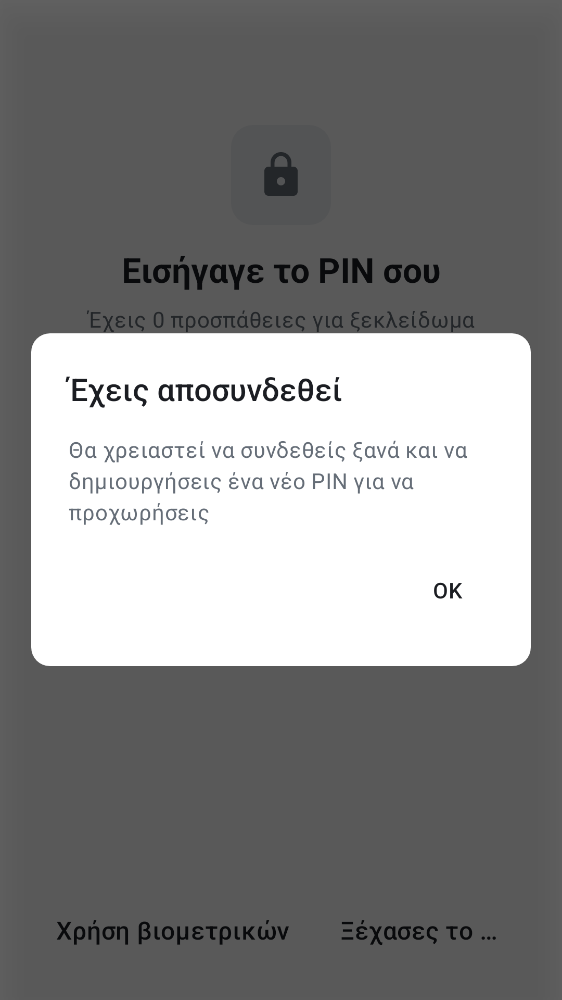 Εισήγαγε το PIN σου
Έχεις 0 προσπάθειες για ξεκλείδωμα
Έχεις αποσυνδεθεί
Θα χρειαστεί να συνδεθείς ξανά και να
δημιουργήσεις ένα νέο PIN για να
προχωρήσεις
OK
Χρήση βιομετρικών
Ξέχασες το ...